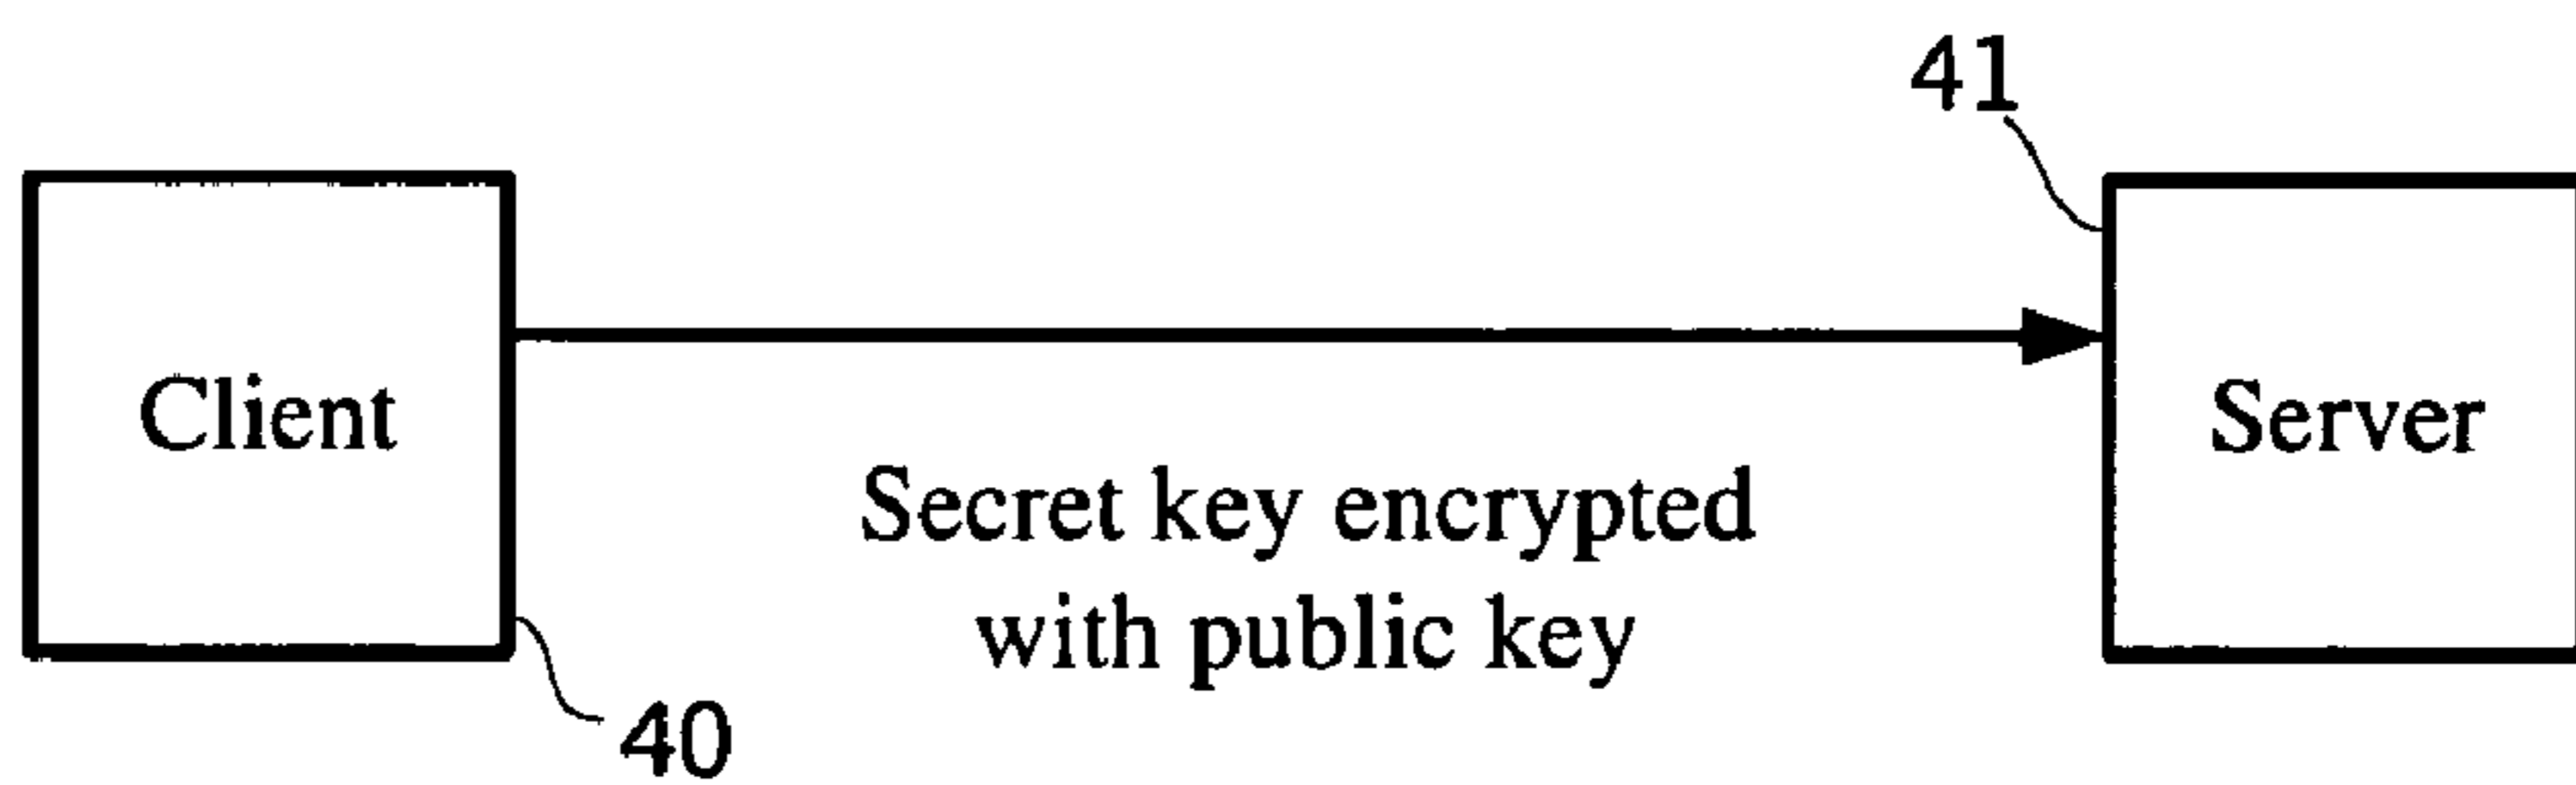 41
Client
Server
Secret key encrypted
with public key
40